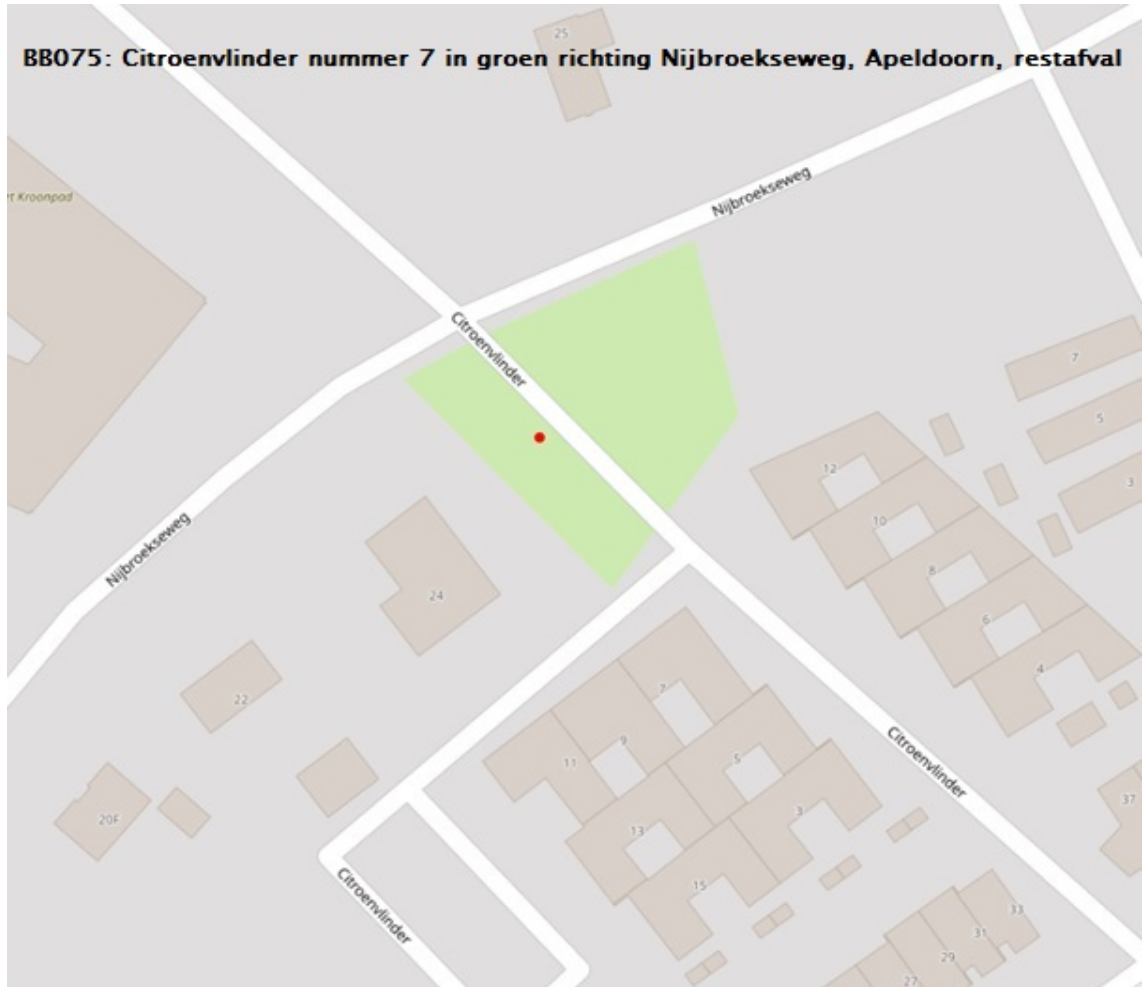 BB075: Citroenvlinder nummer 7 in groen richting Nijbroekseweg, Apeldoorn, restafval
25
Nijbroekseweg
t Kroonpad
Citroenvlinder
7
5
3
12
10
8
6
4
Nijbroekseweg
24
22
20F
7
9
11
5
3
13
15
Citroenvlinder
37
Citroenvlinder
33
31
29
27